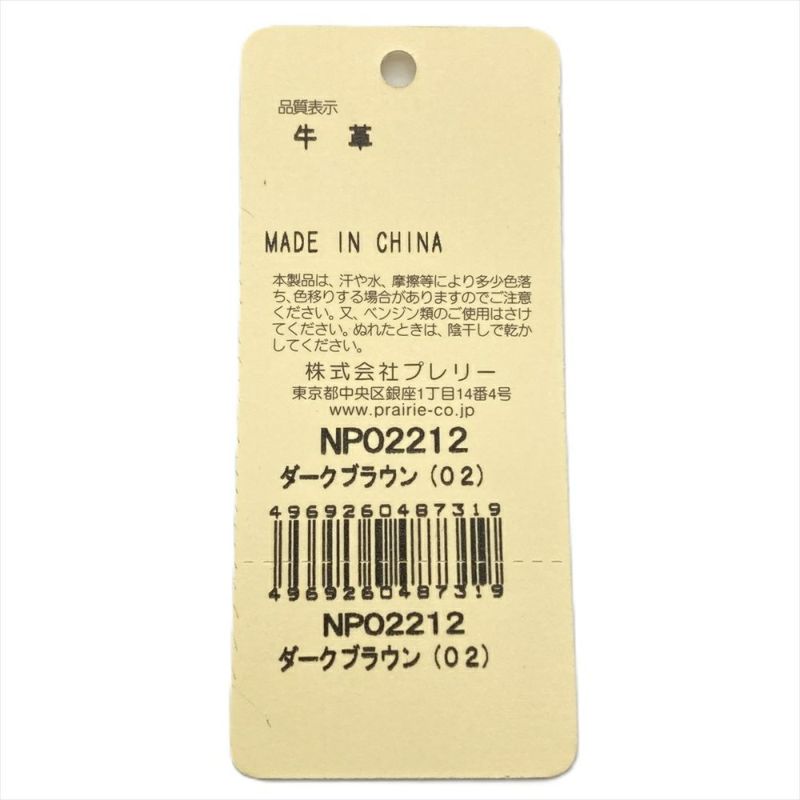 品質表示
牛 革
MADE IN CHINA
本製品は、汗や水、摩擦等により多少色落
ち、色移りする場合がありますのでご注意
ください。又、ベンジン類のご使用はさけ
てください。ぬれたときは、陰干しで乾か
してください。
株式会社プレリー
東京都中央区銀座1丁目14番4号
www.prairie-co.jp
NP02212
ダークブラウン(02)
4969260487319
4969260487319
NP02212
ダークブラウン(02)